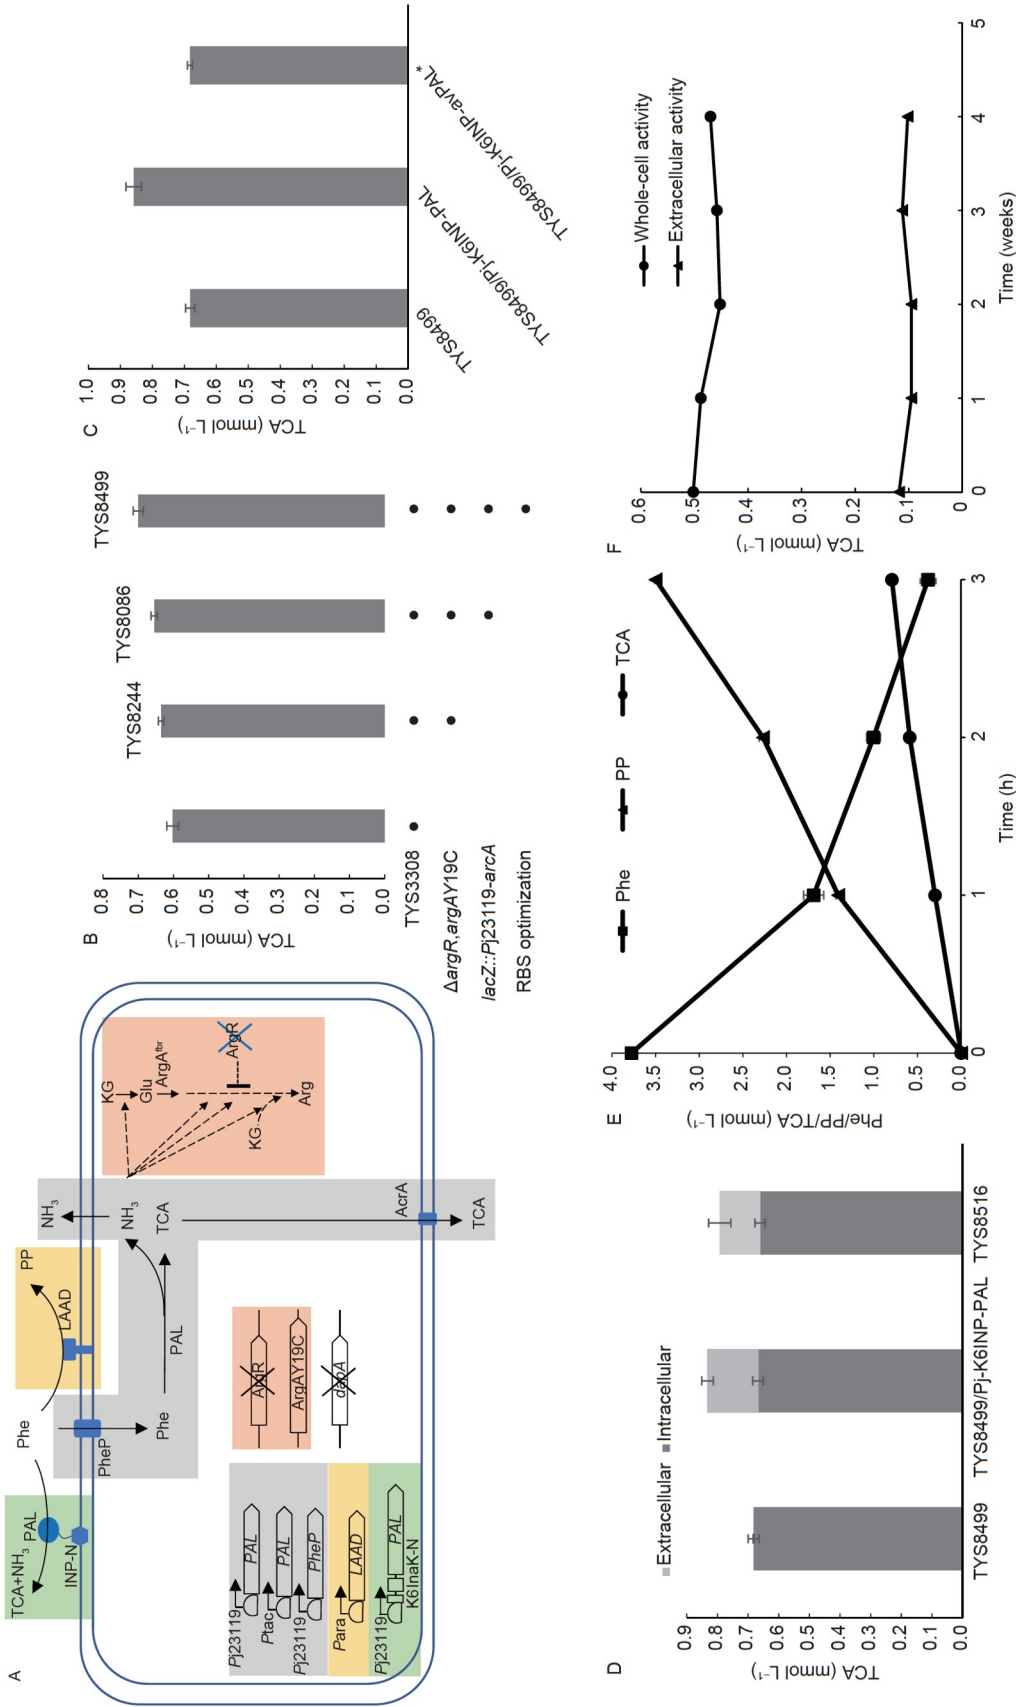 A
TCA+NH₃
PAL
INP-N
Phe
PheP
Phe
PAL
PP
LAAD
NH₃
NH₃
TCA
AcrA
TCA
KG
Glu
ArgAᶠᵇʳ
ArgR
KG
Arg
Pj23119
PAL
Ptac
PAL
Pj23119
PheP
Para
LAAD
Pj23119
PAL
K6InaK-N
ArgR
ArgAY19C
dapA
B
TCA (mmol L⁻¹)
0.8
0.7
0.6
0.5
0.4
0.3
0.2
0.1
0.0
TYS8244
TYS8086
TYS8499
TYS3308
ΔargR,argAY19C
lacZ::Pj23119-arcA
RBS optimization
C
TCA (mmol L⁻¹)
1.0
0.9
0.8
0.7
0.6
0.5
0.4
0.3
0.2
0.1
0.0
TYS8499
TYS8499/Pj-K6INP-PAL
TYS8499/Pj-K6INP-avPAL*
D
Extracellular Intracellular
TCA (mmol L⁻¹)
0.9
0.8
0.7
0.6
0.5
0.4
0.3
0.2
0.1
0.0
TYS8499
TYS8499/Pj-K6INP-PAL
TYS8516
E
Phe PP TCA
Phe/PP/TCA (mmol L⁻¹)
4.0
3.5
3.0
2.5
2.0
1.5
1.0
0.5
0.0
0 1 2 3
Time (h)
F
Whole-cell activity
Extracellular activity
TCA (mmol L⁻¹)
0.6
0.5
0.4
0.3
0.2
0.1
0
0 1 2 3 4 5
Time (weeks)